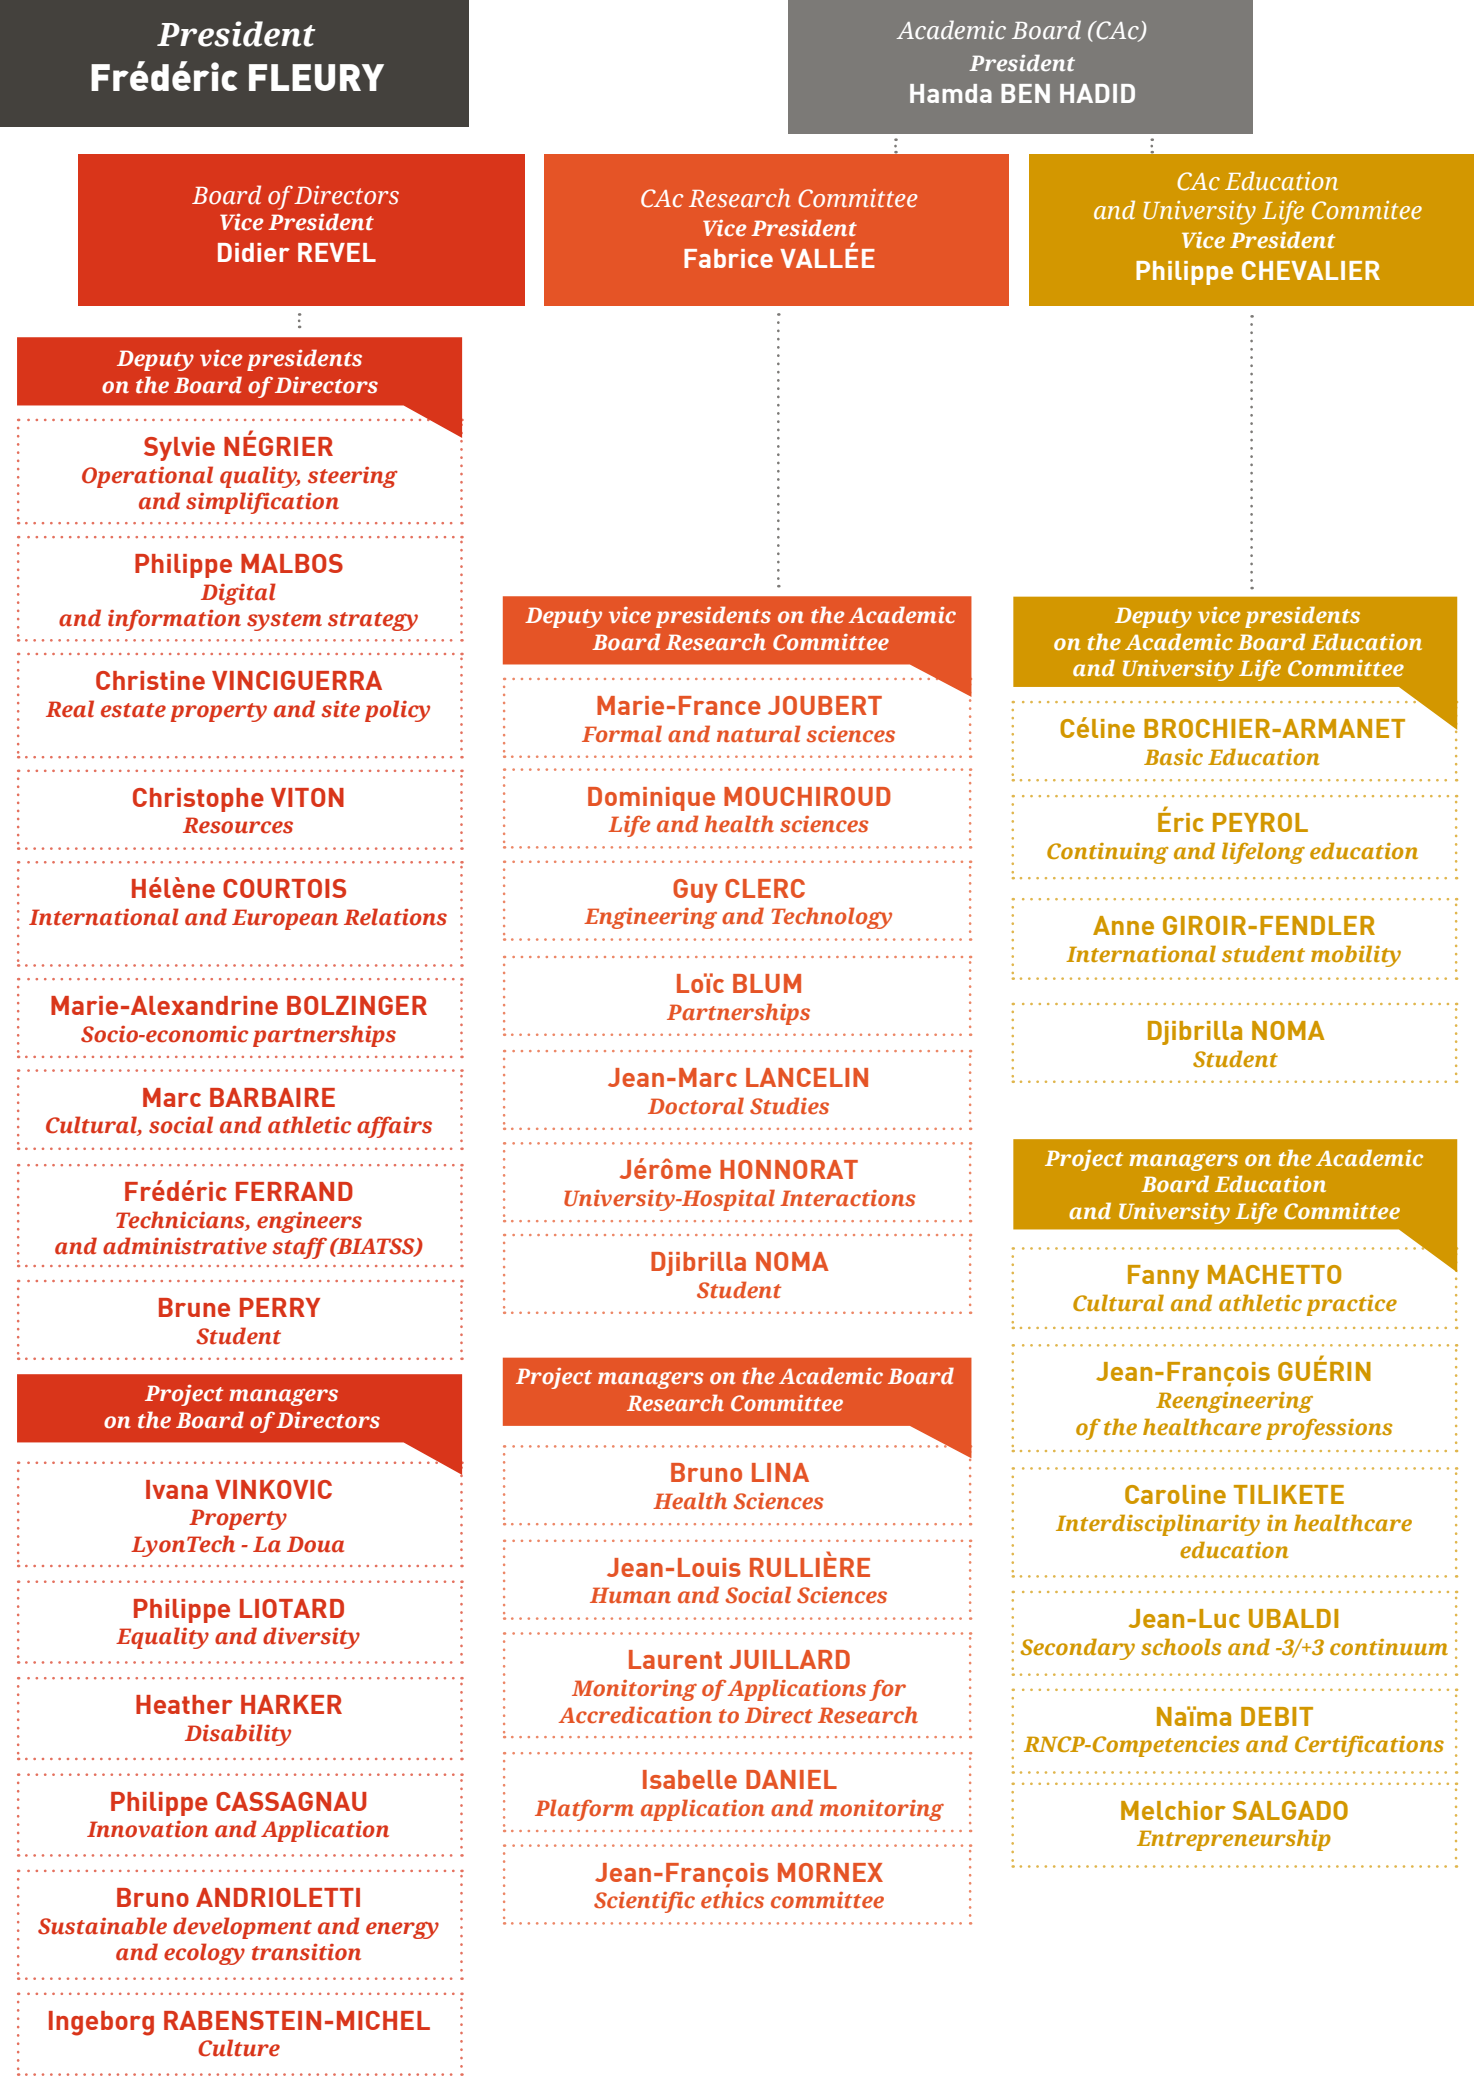 President
Frédéric FLEURY
Academic Board (CAc)
President
Hamda BEN HADID
Board of Directors
Vice President
Didier REVEL
CAc Research Committee
Vice President
Fabrice VALLÉE
CAc Education
and University Life Commitee
Vice President
Philippe CHEVALIER
Deputy vice presidents
on the Board of Directors
Sylvie NÉGRIER
Operational quality, steering
and simplification
Philippe MALBOS
Digital
and information system strategy
Christine VINCIGUERRA
Real estate property and site policy
Christophe VITON
Resources
Hélène COURTOIS
International and European Relations
Marie-Alexandrine BOLZINGER
Socio-economic partnerships
Marc BARBAIRE
Cultural, social and athletic affairs
Frédéric FERRAND
Technicians, engineers
and administrative staff (BIATSS)
Brune PERRY
Student
Project managers
on the Board of Directors
Ivana VINKOVIC
Property
LyonTech - La Doua
Philippe LIOTARD
Equality and diversity
Heather HARKER
Disability
Philippe CASSAGNAU
Innovation and Application
Bruno ANDRIOLETTI
Sustainable development and energy
and ecology transition
Ingeborg RABENSTEIN-MICHEL
Culture
Deputy vice presidents on the Academic
Board Research Committee
Marie-France JOUBERT
Formal and natural sciences
Dominique MOUCHIROUD
Life and health sciences
Guy CLERC
Engineering and Technology
Loïc BLUM
Partnerships
Jean-Marc LANCELIN
Doctoral Studies
Jérôme HONNORAT
University-Hospital Interactions
Djibrilla NOMA
Student
Project managers on the Academic Board
Research Committee
Bruno LINA
Health Sciences
Jean-Louis RULLIÈRE
Human and Social Sciences
Laurent JUILLARD
Monitoring of Applications for
Accredication to Direct Research
Isabelle DANIEL
Platform application and monitoring
Jean-François MORNEX
Scientific ethics committee
Deputy vice presidents
on the Academic Board Education
and University Life Committee
Céline BROCHIER-ARMANET
Basic Education
Éric PEYROL
Continuing and lifelong education
Anne GIROIR-FENDLER
International student mobility
Djibrilla NOMA
Student
Project managers on the Academic
Board Education
and University Life Committee
Fanny MACHETTO
Cultural and athletic practice
Jean-François GUÉRIN
Reengineering
of the healthcare professions
Caroline TILIKETE
Interdisciplinarity in healthcare
education
Jean-Luc UBALDI
Secondary schools and -3/+3 continuum
Naïma DEBIT
RNCP-Competencies and Certifications
Melchior SALGADO
Entrepreneurship